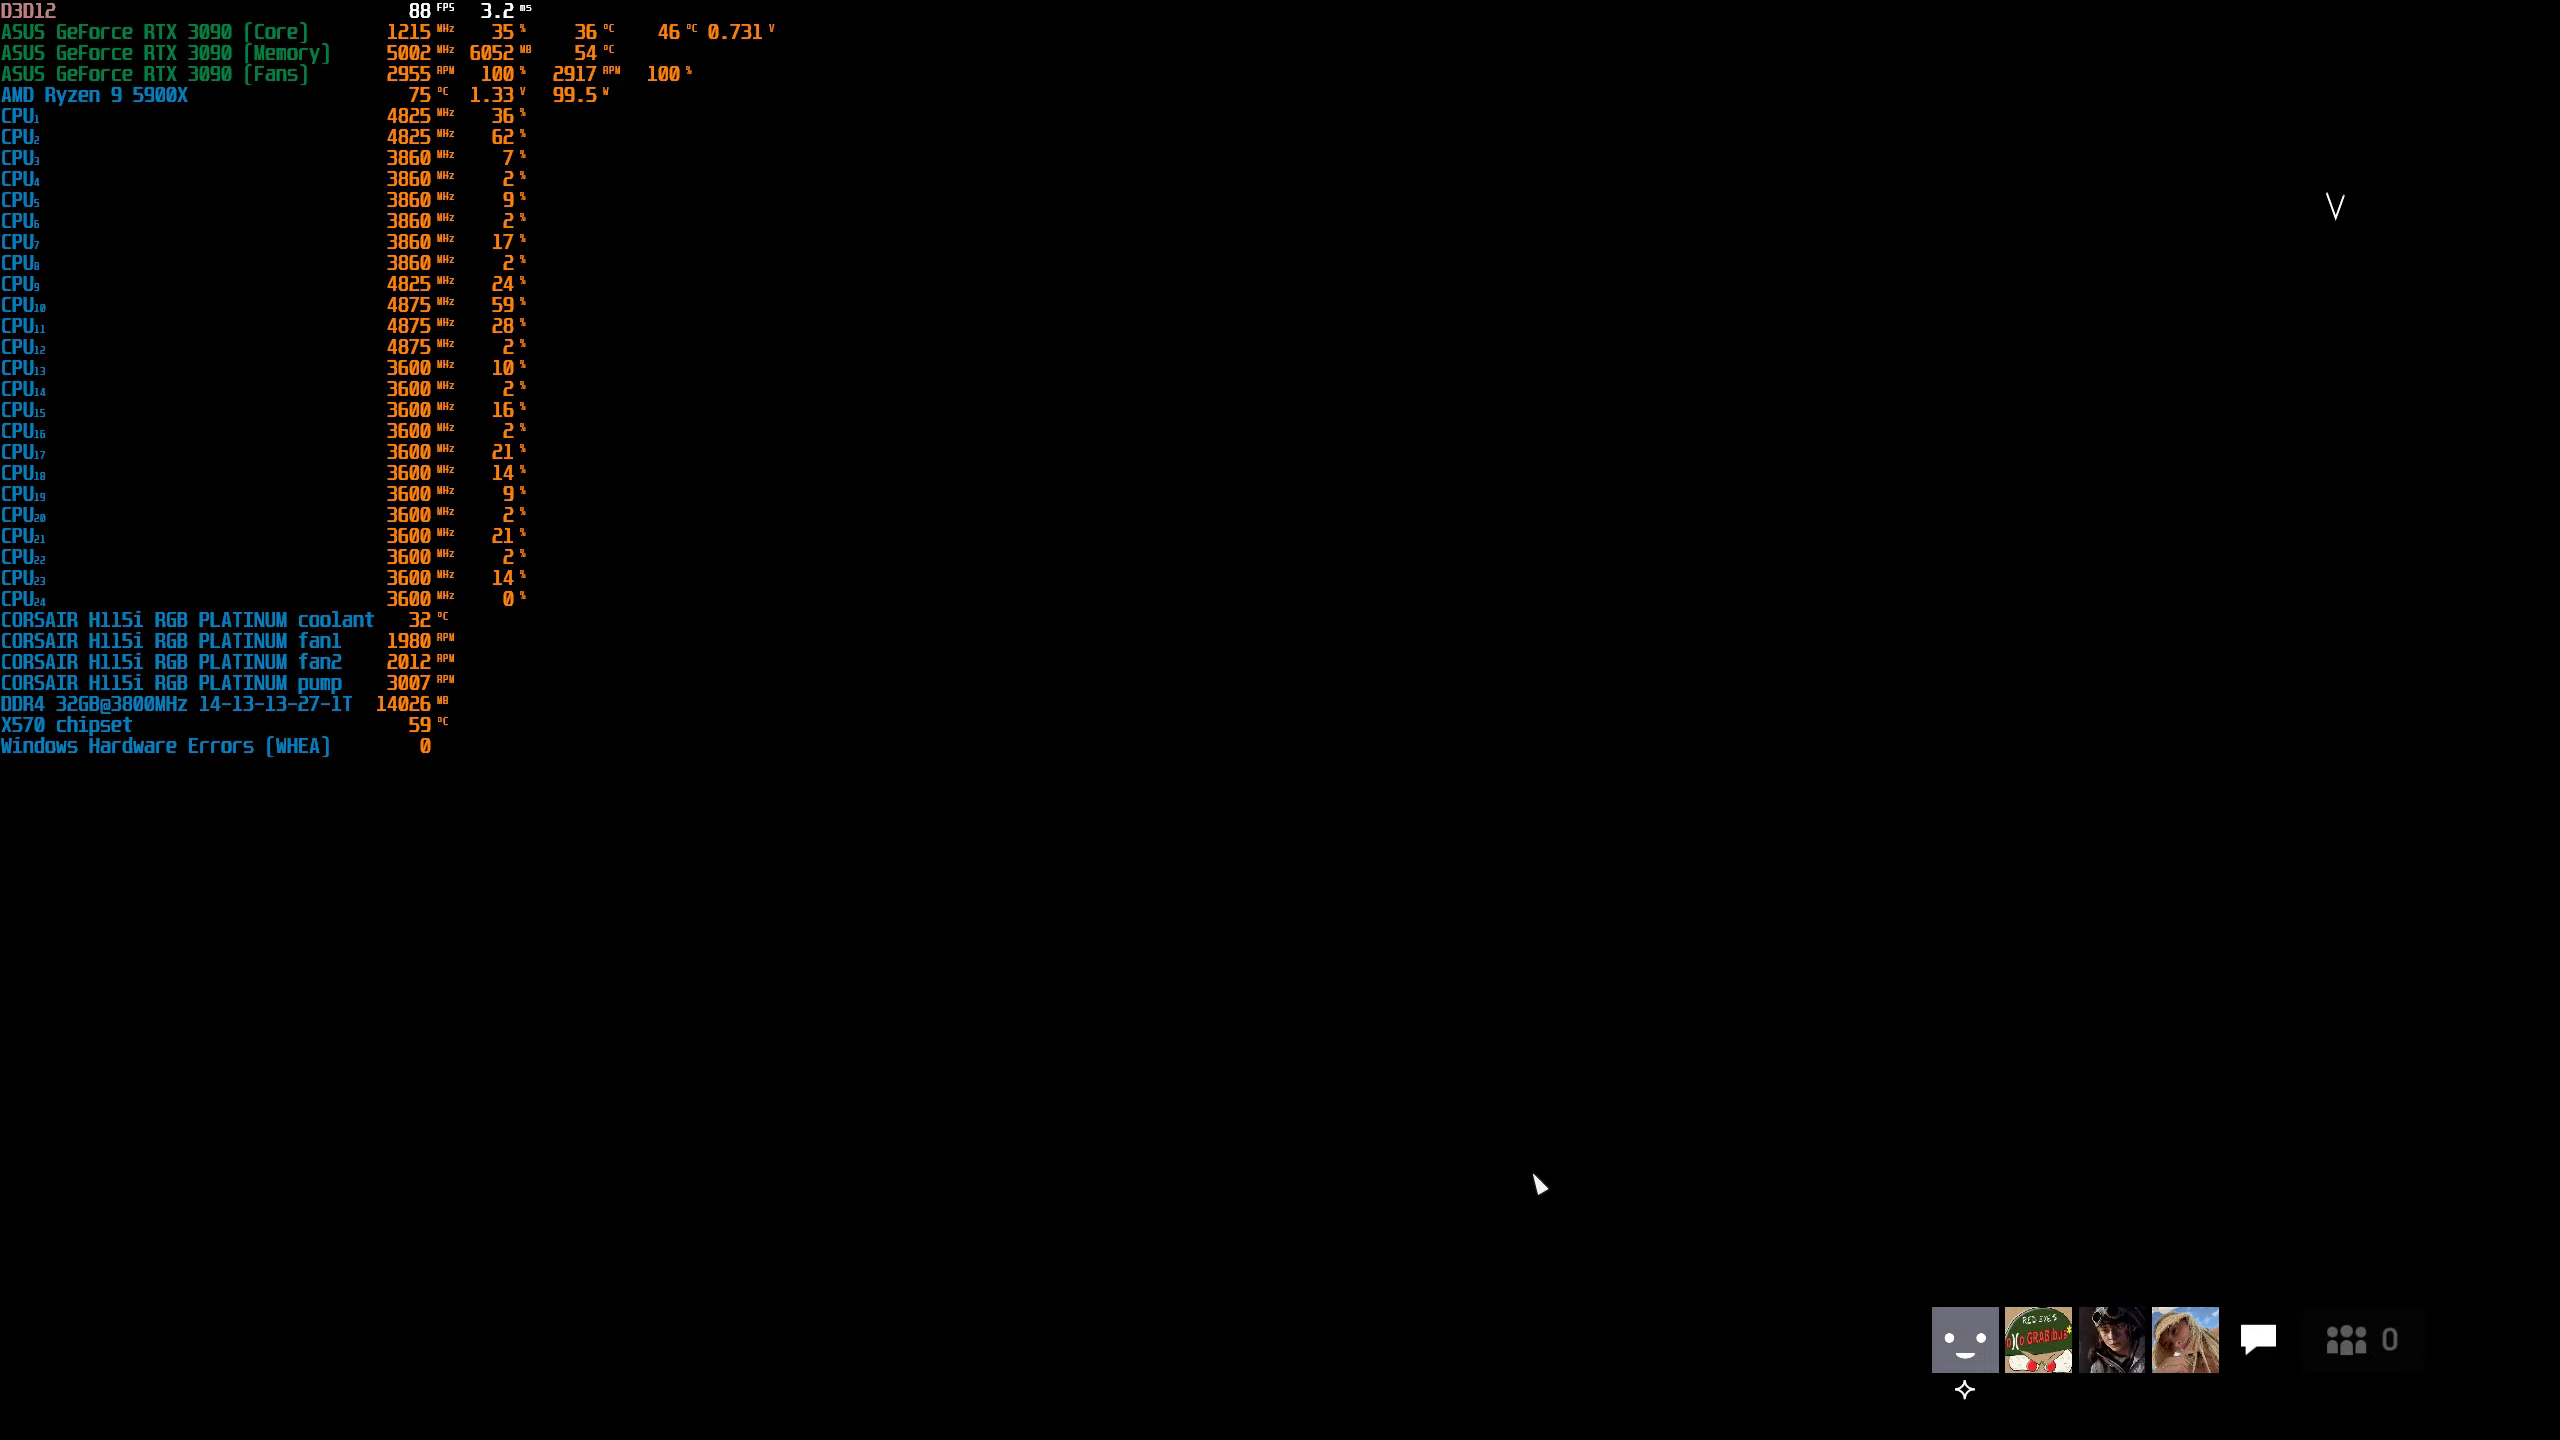 D3D12 88 FPS 3.2 ms
ASUS GeForce RTX 3090 [Core] 1215 MHz 35 % 36 °C 46 °C 0.731 V
ASUS GeForce RTX 3090 [Memory] 5002 MHz 6052 MB 54 °C
ASUS GeForce RTX 3090 [Fans] 2955 RPM 100 % 2917 RPM 100 %
AMD Ryzen 9 5900X 75 °C 1.33 V 99.5 W
CPU1 4825 MHz 36 %
CPU2 4825 MHz 62 %
CPU3 3860 MHz 7 %
CPU4 3860 MHz 2 %
CPU5 3860 MHz 9 %
CPU6 3860 MHz 2 %
CPU7 3860 MHz 17 %
CPU8 3860 MHz 2 %
CPU9 4825 MHz 24 %
CPU10 4875 MHz 59 %
CPU11 4875 MHz 28 %
CPU12 4875 MHz 2 %
CPU13 3600 MHz 10 %
CPU14 3600 MHz 2 %
CPU15 3600 MHz 16 %
CPU16 3600 MHz 2 %
CPU17 3600 MHz 21 %
CPU18 3600 MHz 14 %
CPU19 3600 MHz 9 %
CPU20 3600 MHz 2 %
CPU21 3600 MHz 21 %
CPU22 3600 MHz 2 %
CPU23 3600 MHz 14 %
CPU24 3600 MHz 0 %
CORSAIR H115i RGB PLATINUM coolant 32 °C
CORSAIR H115i RGB PLATINUM fan1 1980 RPM
CORSAIR H115i RGB PLATINUM fan2 2012 RPM
CORSAIR H115i RGB PLATINUM pump 3007 RPM
DDR4 32GB@3800MHz 14-13-13-27-1T 14026 MB
X570 chipset 59 °C
Windows Hardware Errors [WHEA] 0
V
RED EYE'S
GRAB bus
0